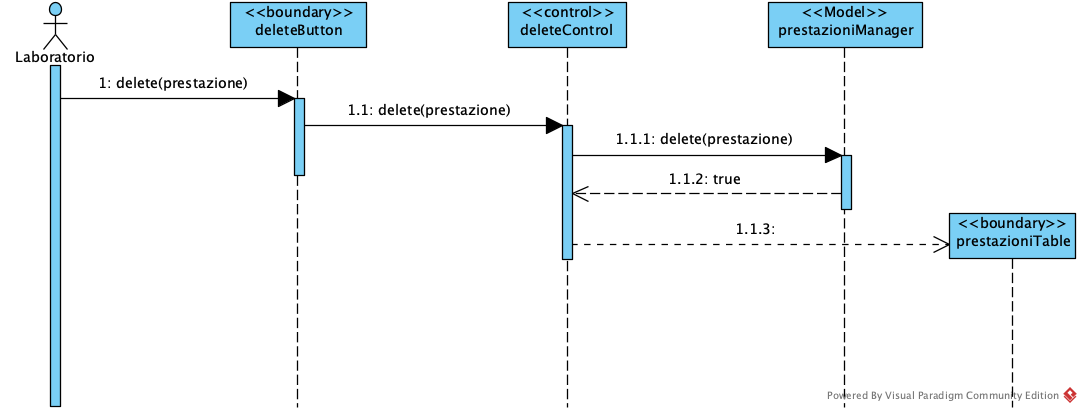 <<boundary>>
deleteButton
<<control>>
deleteControl
<<Model>>
prestazioniManager
Laboratorio
1: delete(prestazione)
1.1: delete(prestazione)
1.1.1: delete(prestazione)
1.1.2: true
1.1.3:
<<boundary>>
prestazioniTable
Powered By Visual Paradigm Community Edition